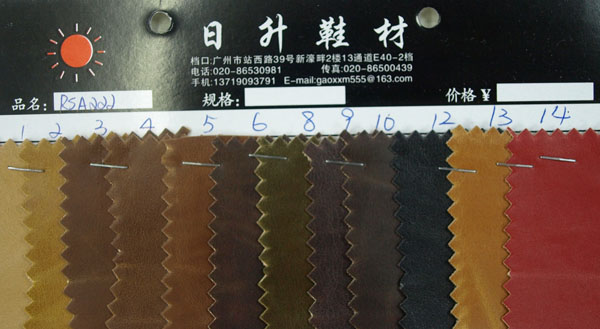 日升鞋材
档口:广州市站西路39号新濠畔2楼13通道E40-2档
电话:020-86530981 传真:020-86500439
手机:13719093791 E-mail:gaoxxm555@163.com
品名: 规格: 价格¥
1 2 3 4 5 6 8 9 10 12 13 14